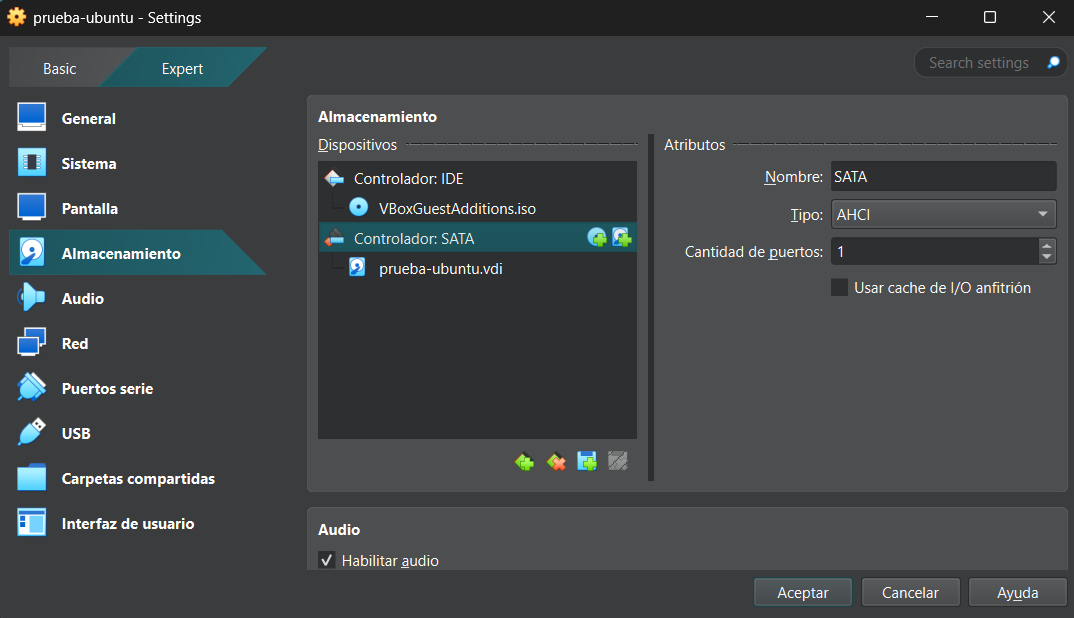 prueba-ubuntu - Settings
Basic
Expert
Search settings
General
Sistema
Pantalla
Almacenamiento
Audio
Red
Puertos serie
USB
Carpetas compartidas
Interfaz de usuario
Almacenamiento
Dispositivos
Controlador: IDE
VBoxGuestAdditions.iso
Controlador: SATA
prueba-ubuntu.vdi
Atributos
Nombre: SATA
Tipo: AHCI
Cantidad de puertos: 1
Usar cache de I/O anfitrión
Audio
Habilitar audio
Aceptar
Cancelar
Ayuda